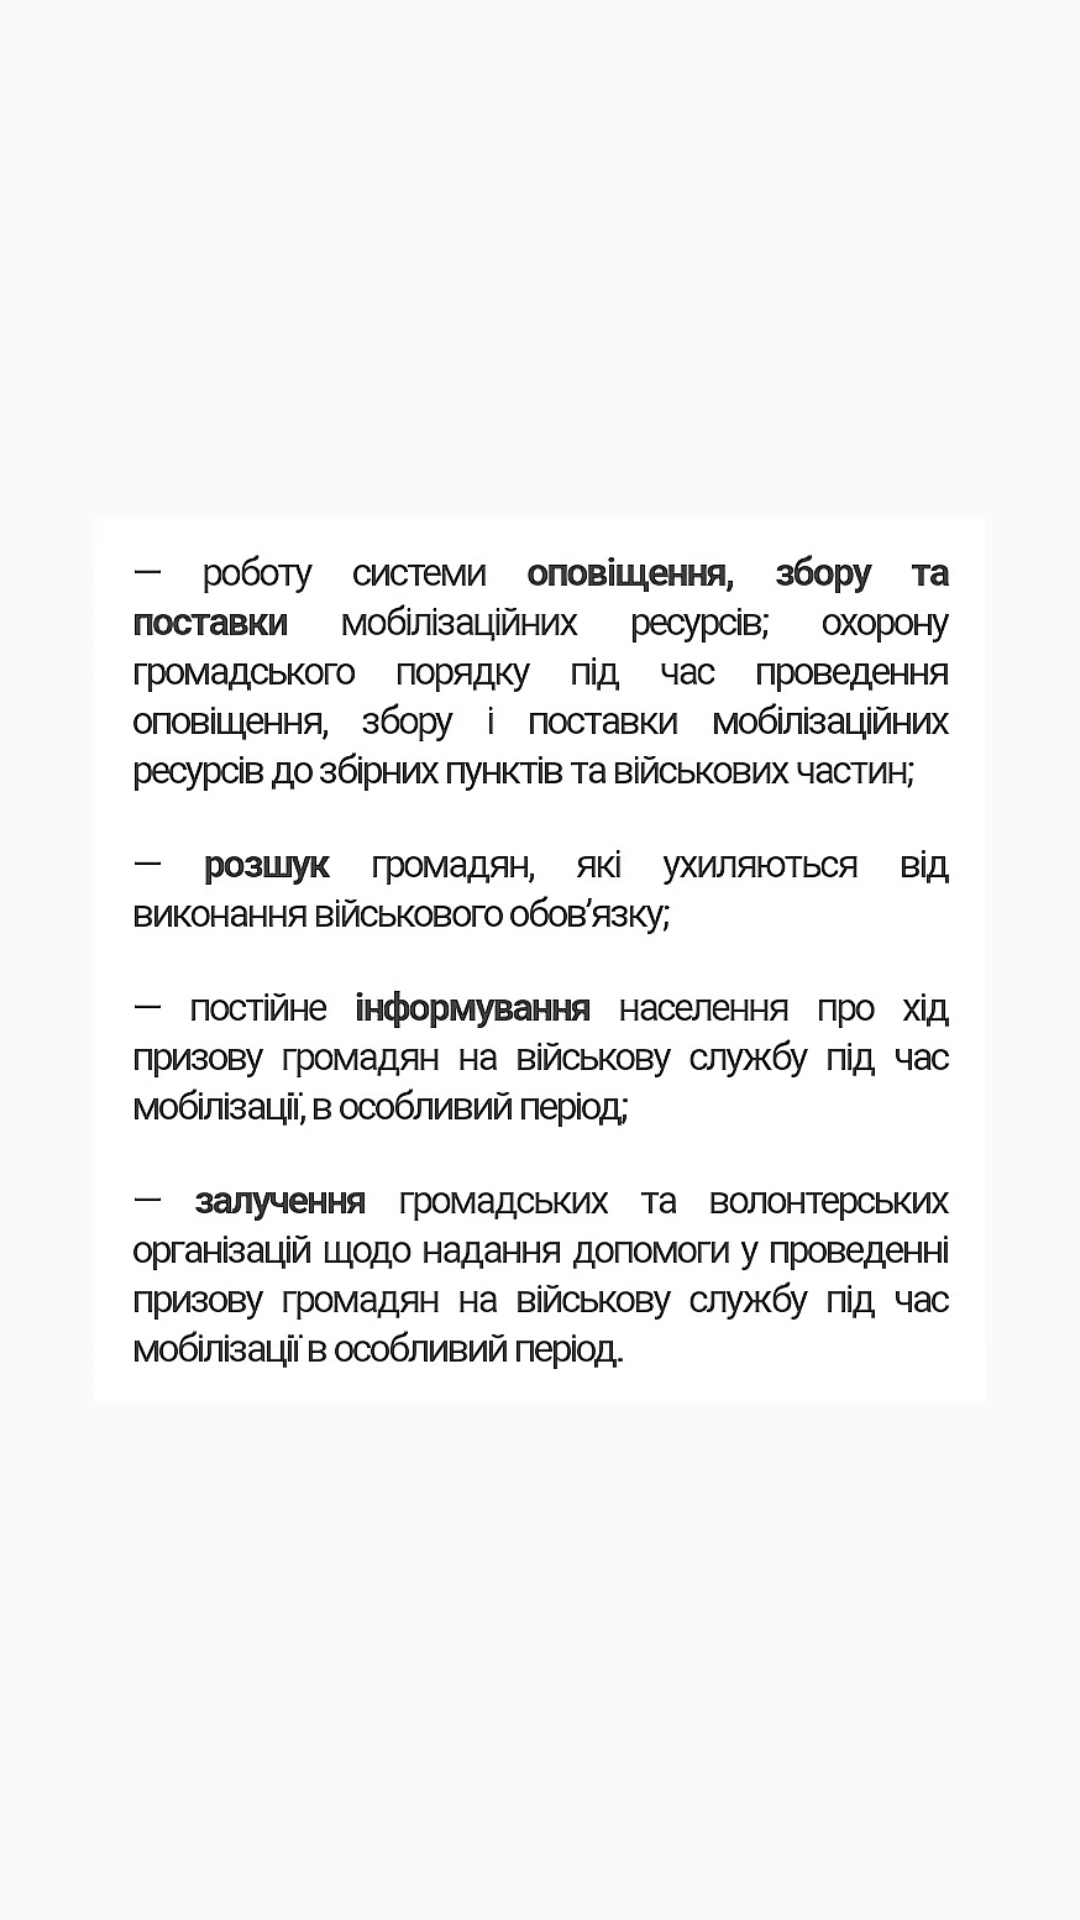 — роботу системи оповіщення, збору та
поставки мобілізаційних ресурсів; охорону
громадського порядку під час проведення
оповіщення, збору і поставки мобілізаційних
ресурсів до збірних пунктів та військових частин;
— розшук громадян, які ухиляються від
виконання військового обов’язку;
— постійне інформування населення про хід
призову громадян на військову службу під час
мобілізації, в особливий період;
— залучення громадських та волонтерських
організацій щодо надання допомоги у проведенні
призову громадян на військову службу під час
мобілізації в особливий період.